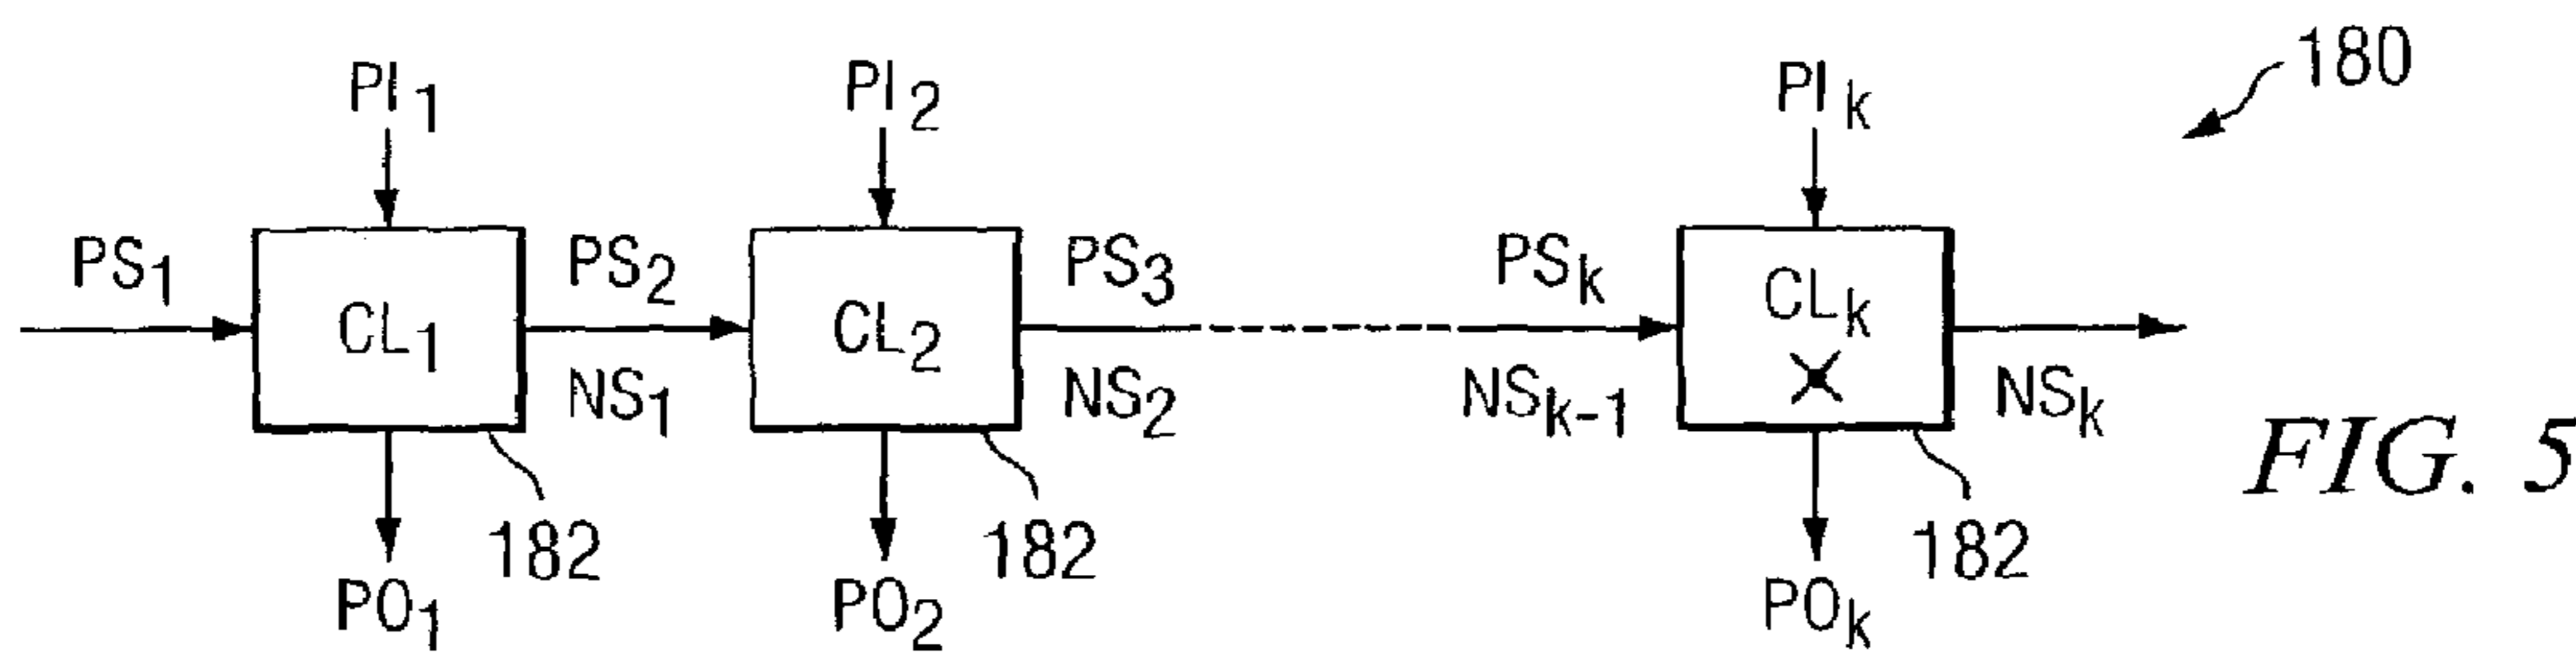 180
PI1 PI2 PIk
PS1 PS2 PS3 PSk
CL1 CL2 CLk
NS1 NS2 NSk-1 NSk
FIG. 5
182 182 182
PO1 PO2 POk